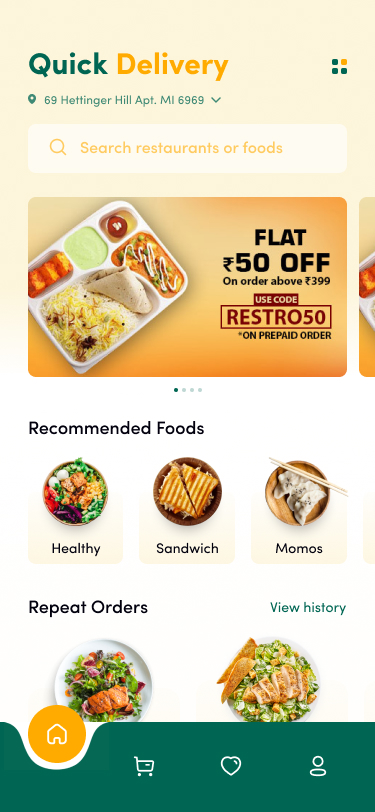 Quick Delivery
69 Hettinger Hill Apt. MI 6969
Search restaurants or foods
FLAT
₹50 OFF
On order above ₹399
USE CODE
RESTRO50
*ON PREPAID ORDER
Recommended Foods
Healthy
Sandwich
Momos
Repeat Orders
View history